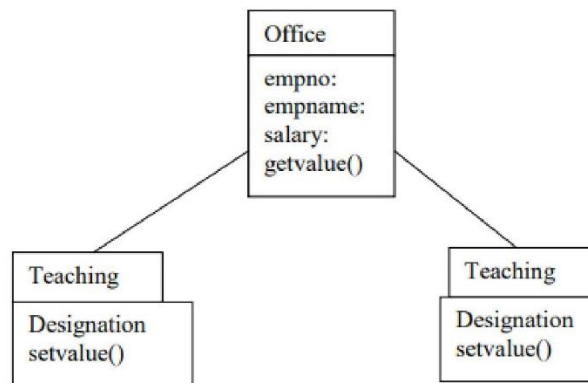 Office
empno:
empname:
salary:
getvalue()
Teaching
Designation
setvalue()
Teaching
Designation
setvalue()